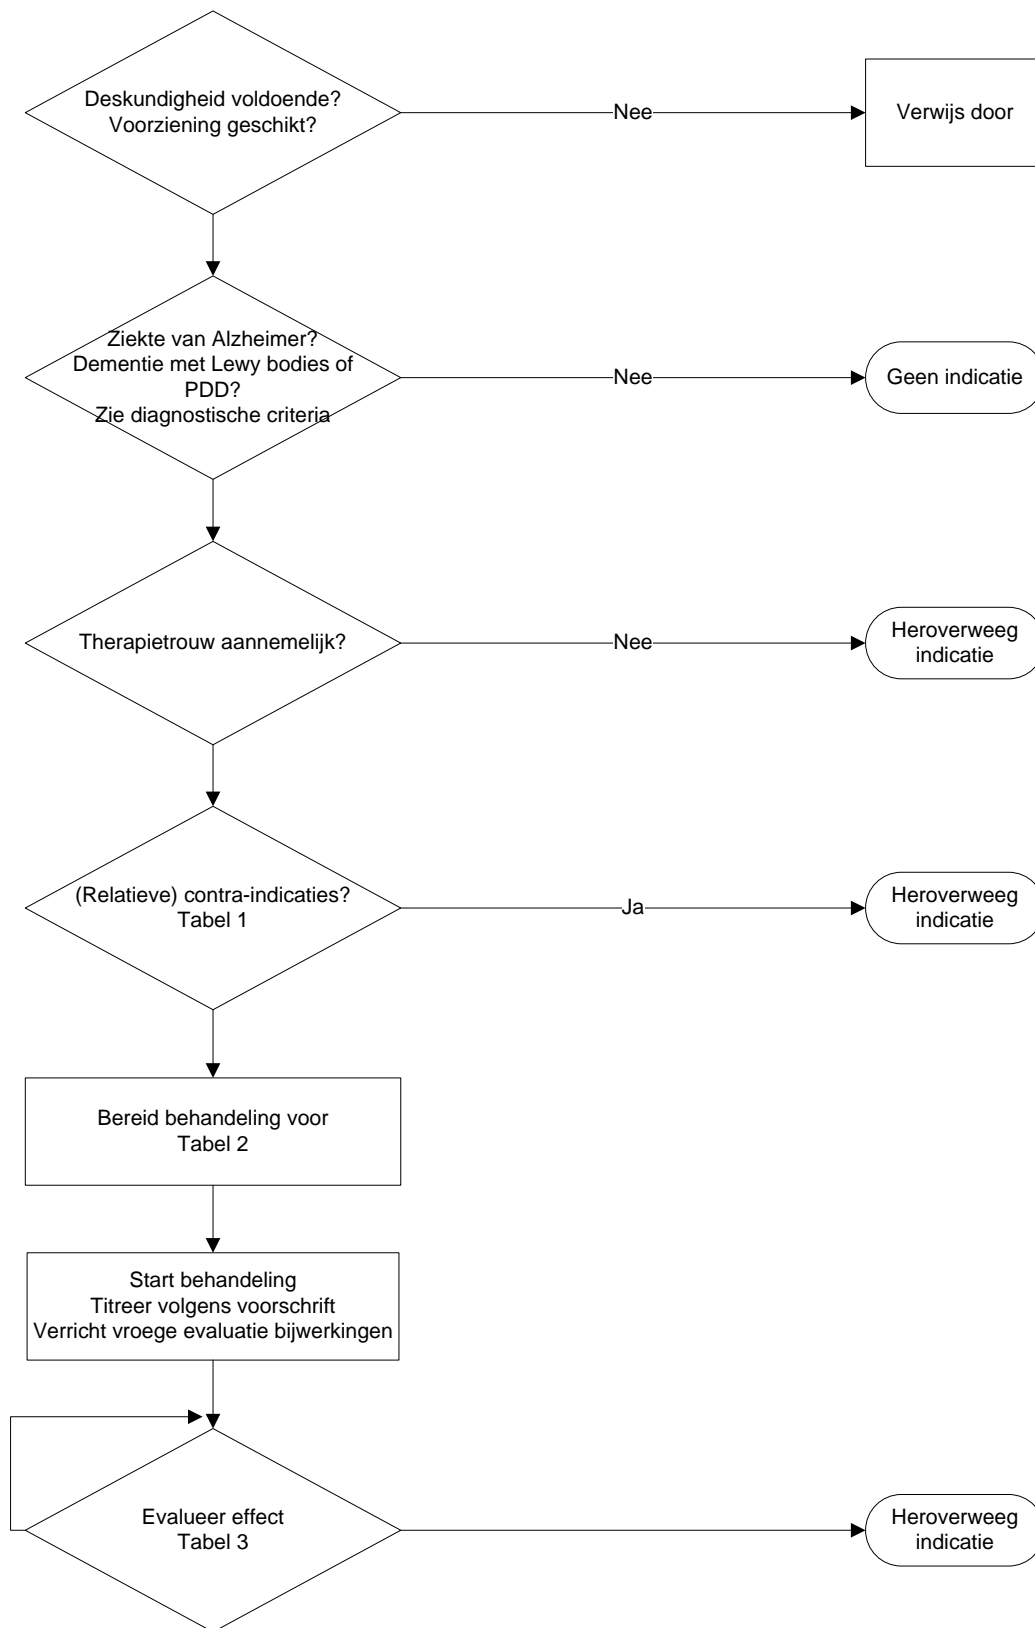 Deskundigheid voldoende?
Voorziening geschikt?
Nee
Verwijs door
Ziekte van Alzheimer?
Dementie met Lewy bodies of
PDD?
Zie diagnostische criteria
Nee
Geen indicatie
Therapietrouw aannemelijk?
Nee
Heroverweeg
indicatie
(Relatieve) contra-indicaties?
Tabel 1
Ja
Heroverweeg
indicatie
Bereid behandeling voor
Tabel 2
Start behandeling
Titreer volgens voorschrift
Verricht vroege evaluatie bijwerkingen
Evalueer effect
Tabel 3
Heroverweeg
indicatie